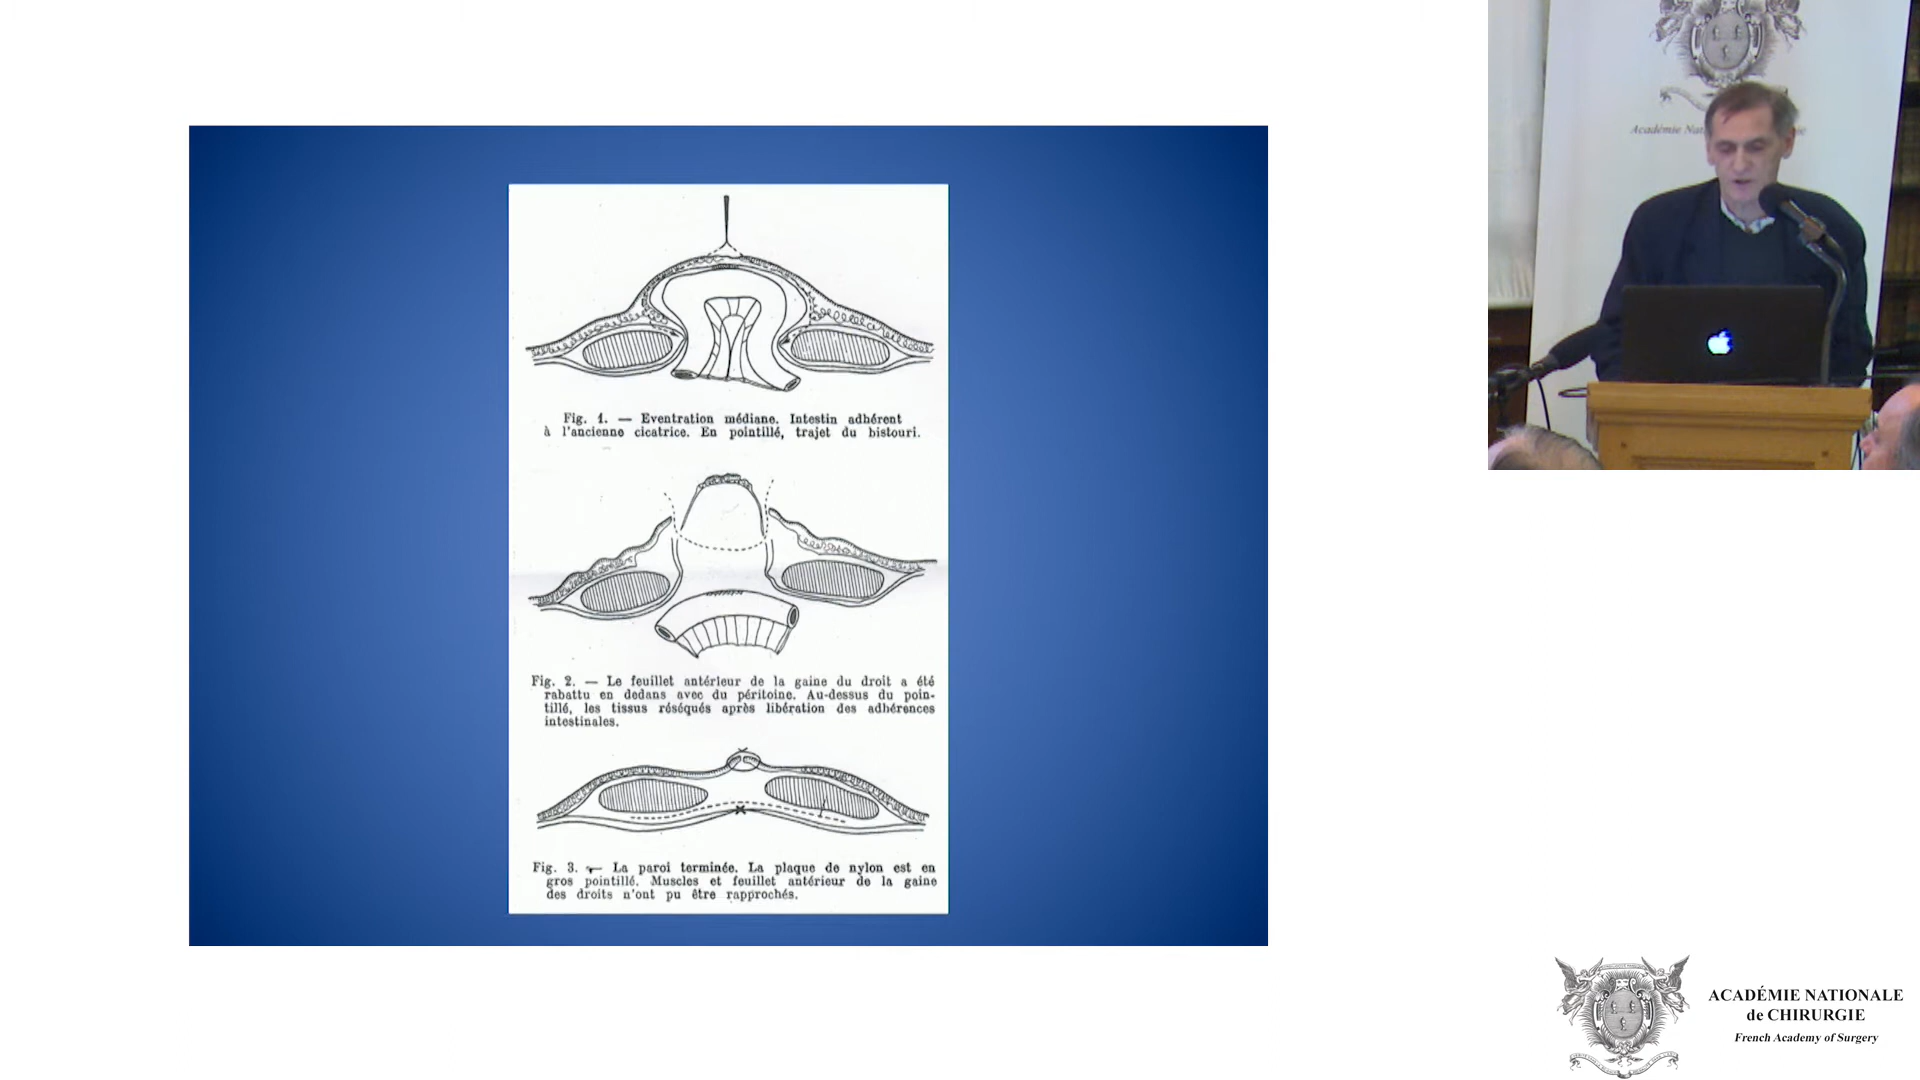 Fig. 1. — Eventration médiane. Intestin adhérent
à l'ancienne cicatrice. En pointillé, trajet du bistouri.
Fig. 2. — Le feuillet antérieur de la gaine du droit a été
rabattu en dedans avec du péritoine. Au-dessus du poin-
tillé, les tissus réséqués après libération des adhérences
intestinales.
Fig. 3. — La paroi terminée. La plaque de nylon est en
gros pointillé. Muscles et feuillet antérieur de la gaine
des droits n'ont pu être rapprochés.
Académie
ACADÉMIE NATIONALE
de CHIRURGIE
French Academy of Surgery